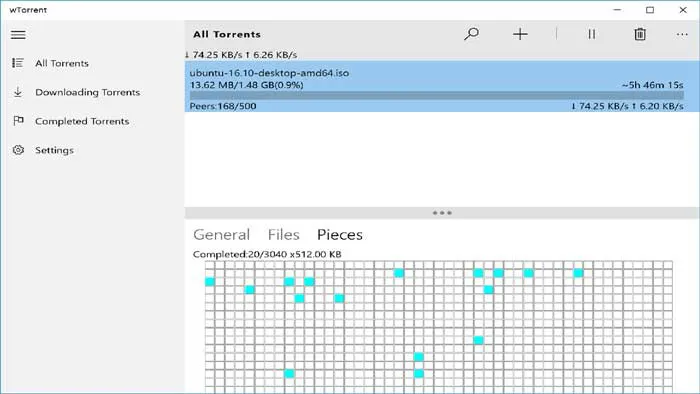 wTorrent
All Torrents
Downloading Torrents
Completed Torrents
Settings
All Torrents
↓ 74.25 KB/s ↑ 6.26 KB/s
ubuntu-16.10-desktop-amd64.iso
13.62 MB/1.48 GB(0.9%) ~5h 46m 15s
Peers:168/500 ↓ 74.25 KB/s ↑ 6.20 KB/s
General Files Pieces
Completed:20/3040 x512.00 KB